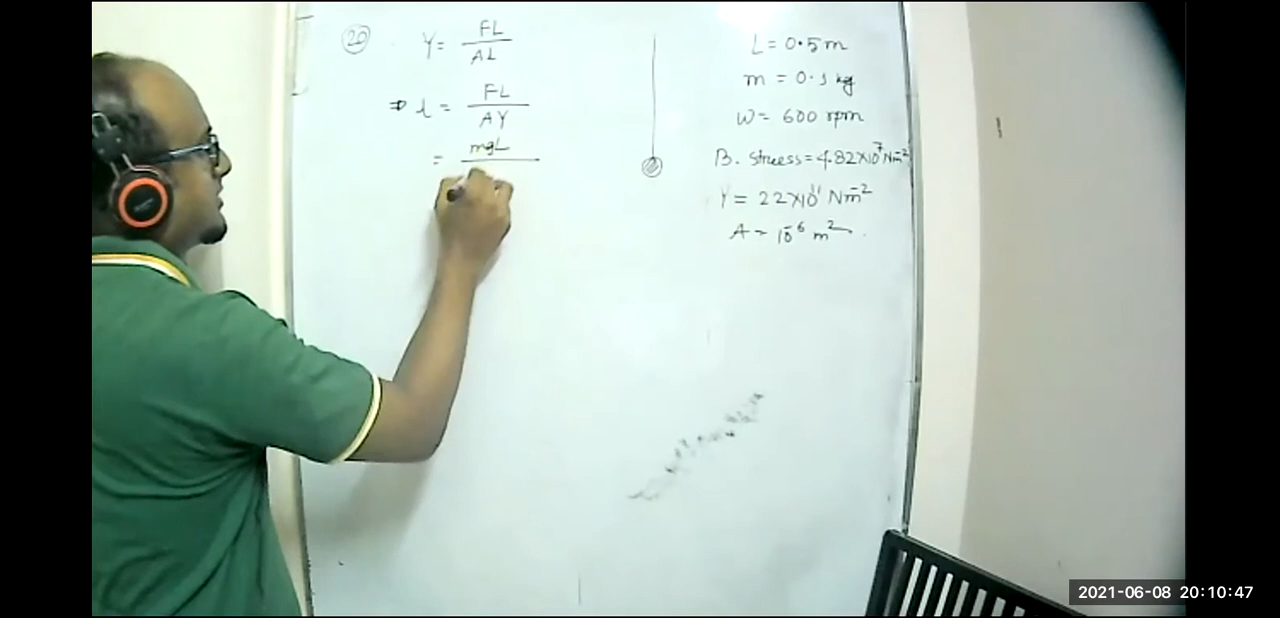 20
Y = FL / Al
⇒ l = FL / AY
= mgL
L = 0.5 m
m = 0.1 kg
ω = 600 rpm
B. Stress = 4.82×10⁷ Nm⁻²
Y = 22×10¹¹ Nm⁻²
A = 10⁻⁶ m²
2021-06-08 20:10:47